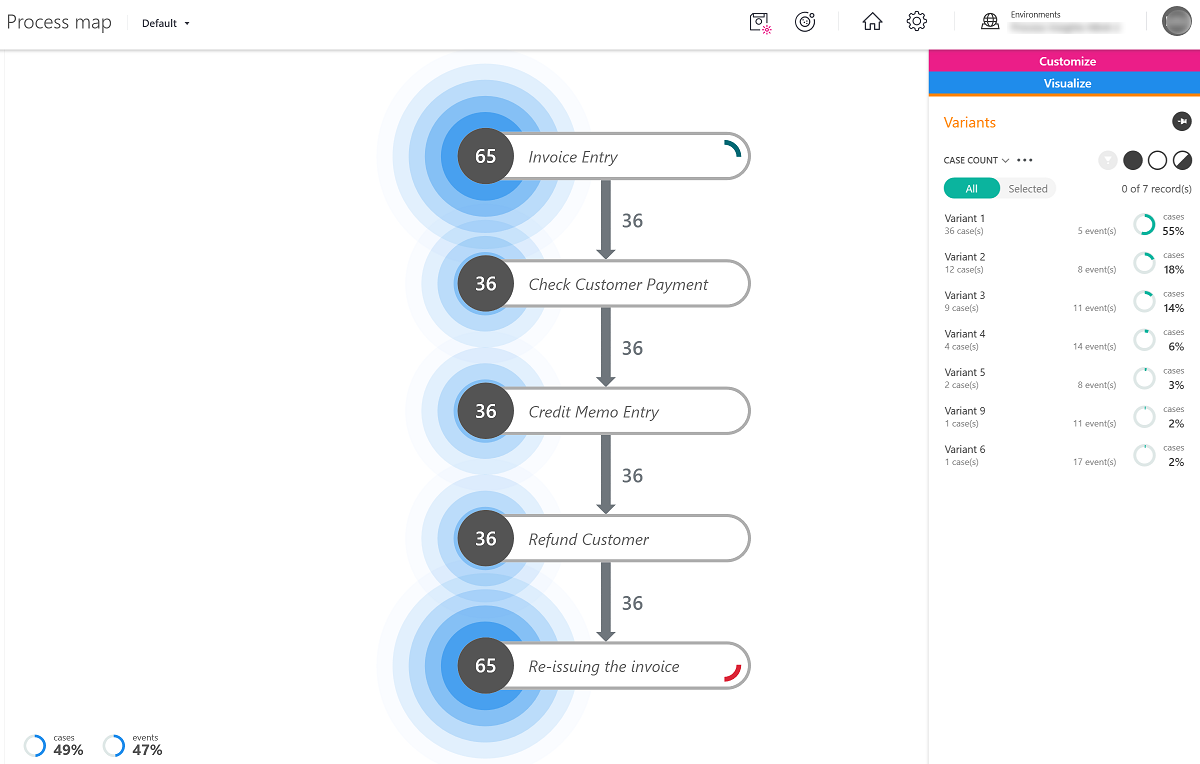 Process map
Default
Environments
Customize
Visualize
Variants
CASE COUNT
All
Selected
0 of 7 record(s)
Variant 1
36 case(s)
5 event(s)
cases
55%
Variant 2
12 case(s)
8 event(s)
cases
18%
Variant 3
9 case(s)
11 event(s)
cases
14%
Variant 4
4 case(s)
14 event(s)
cases
6%
Variant 5
2 case(s)
8 event(s)
cases
3%
Variant 9
1 case(s)
11 event(s)
cases
2%
Variant 6
1 case(s)
17 event(s)
cases
2%
65 Invoice Entry
36
36 Check Customer Payment
36
36 Credit Memo Entry
36
36 Refund Customer
36
65 Re-issuing the invoice
cases
49%
events
47%